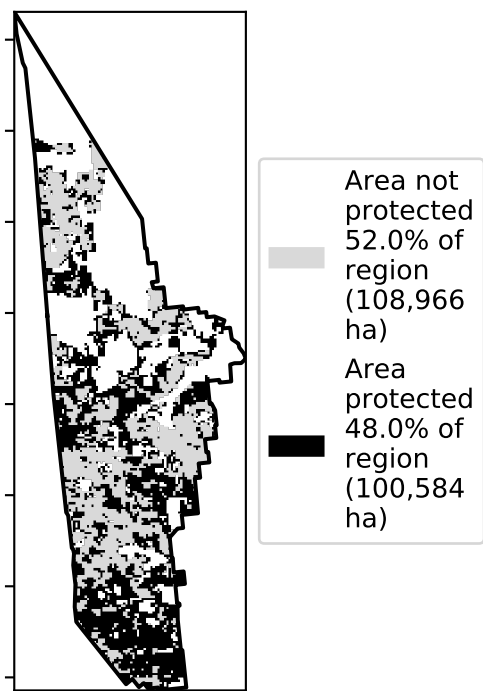 Area not
protected
52.0% of
region
(108,966
ha)
Area
protected
48.0% of
region
(100,584
ha)